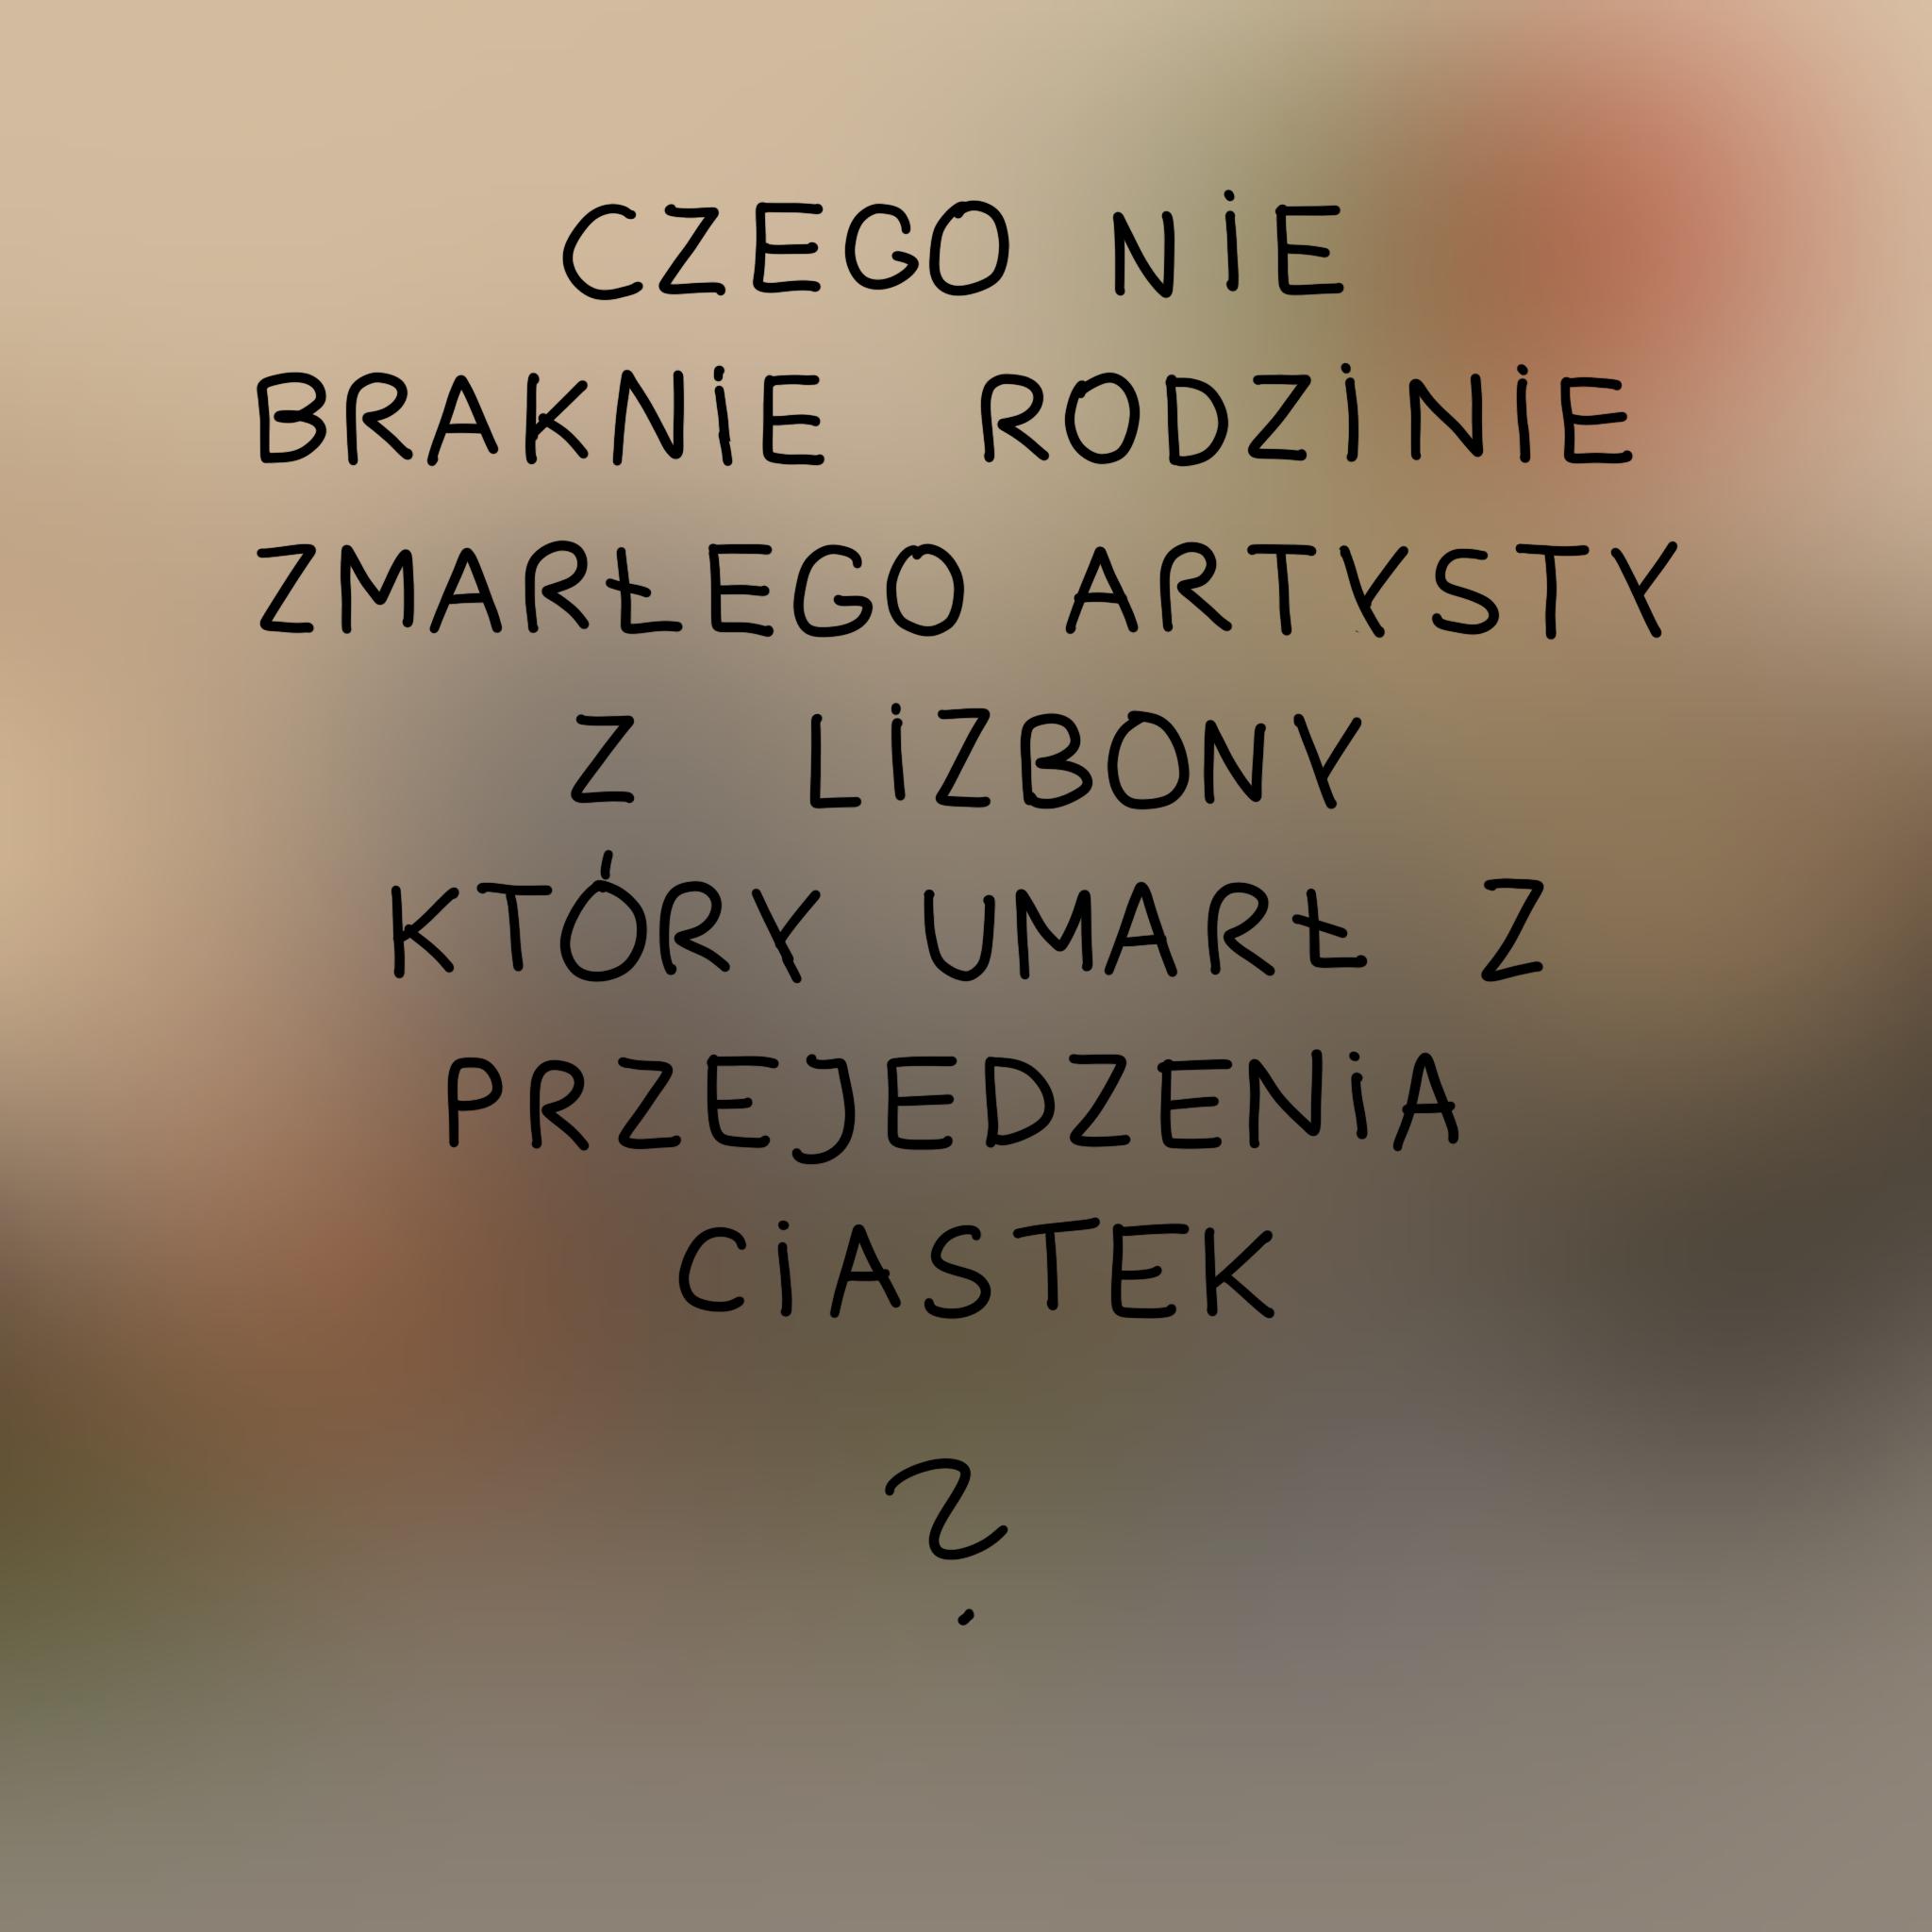 CZEGO NiE
BRAKNiE RODZiNiE
ZMARŁEGO ARTYSTY
Z LiZBONY
KTÓRY UMARŁ Z
PRZEJEDZENiA
CiASTEK
?